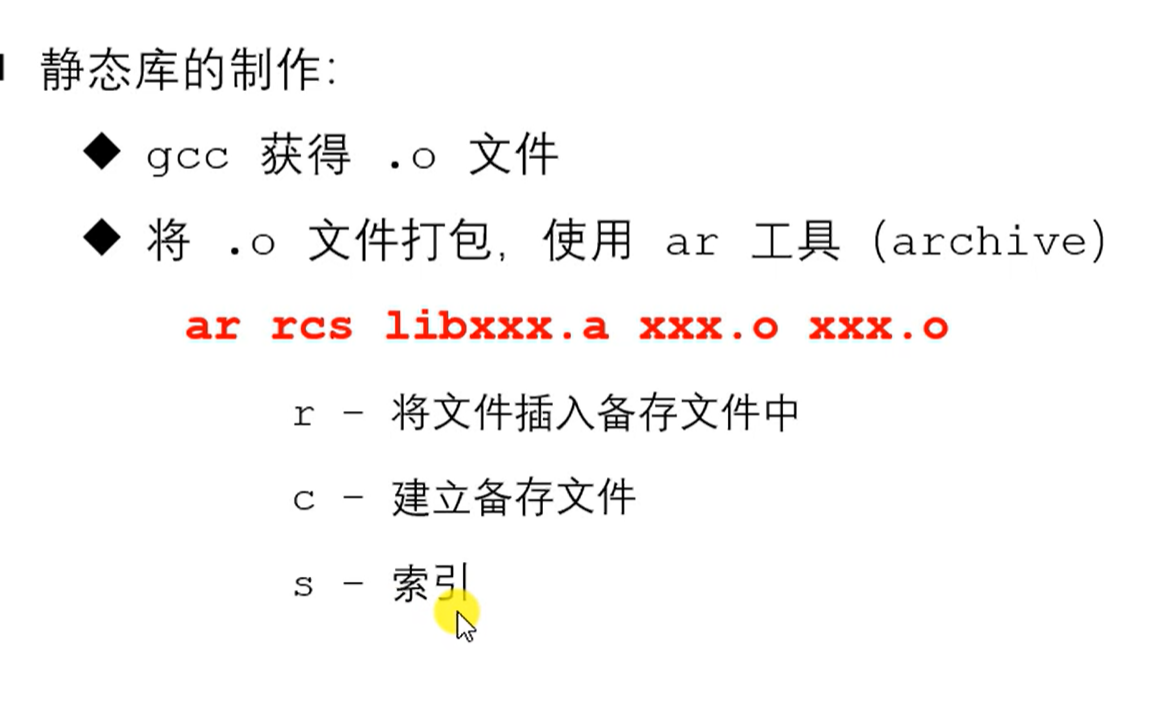 静态库的制作：
gcc 获得 .o 文件
将 .o 文件打包，使用 ar 工具（archive）
ar rcs libxxx.a xxx.o xxx.o
r - 将文件插入备存文件中
c - 建立备存文件
s - 索引